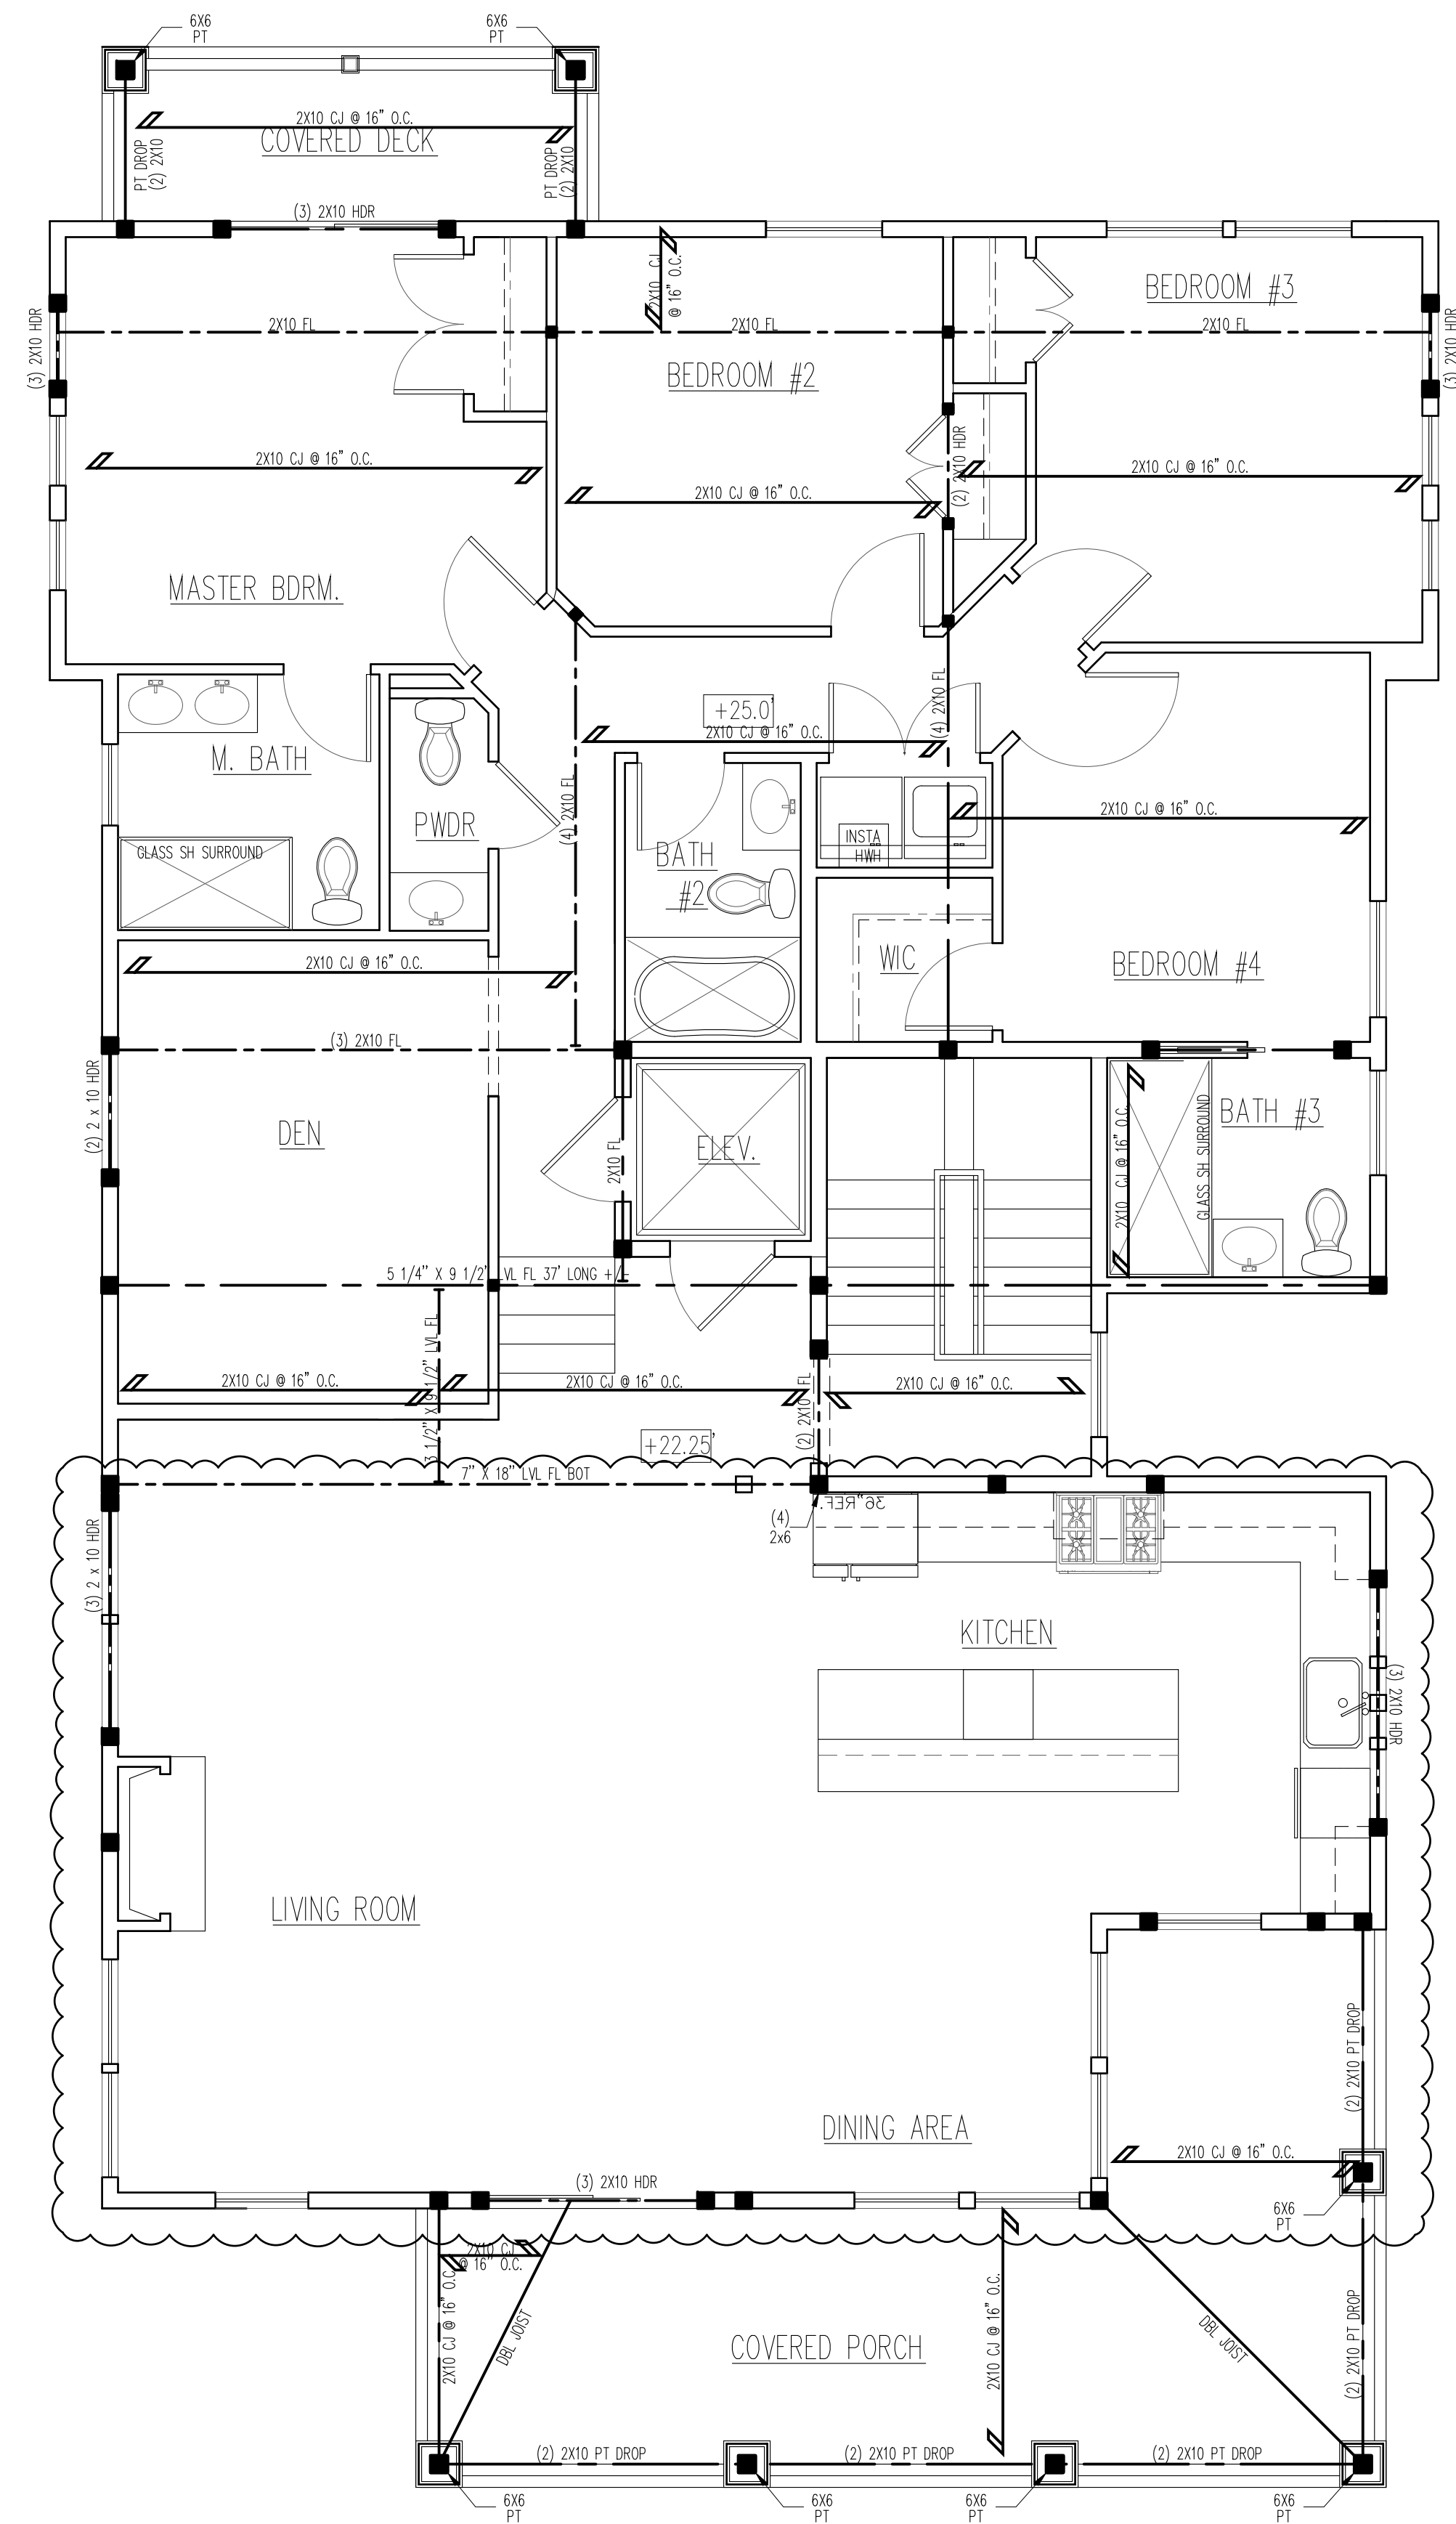 6X6
PT
6X6
PT
2X10 CJ @ 16" O.C.
COVERED DECK
PT DROP
(2) 2X10
PT DROP
(2) 2X10
(3) 2X10 HDR
2X10 CJ
@ 16" O.C.
BEDROOM #3
(3) 2X10 HDR
2X10 FL
2X10 FL
2X10 FL
(3) 2X10 HDR
BEDROOM #2
2X10 CJ @ 16" O.C.
2X10 CJ @ 16" O.C.
(2) 2X10 HDR
2X10 CJ @ 16" O.C.
MASTER BDRM.
+25.0'
2X10 CJ @ 16" O.C.
(4) 2X10 FL
M. BATH
PWDR
(4) 2X10 FL
2X10 CJ @ 16" O.C.
GLASS SH SURROUND
BATH
#2
INSTA
HWH
WIC
BEDROOM #4
2X10 CJ @ 16" O.C.
(3) 2X10 FL
(2) 2 x 10 HDR
DEN
2X10 FL
ELEV.
2X10 CJ @ 16" O.C.
GLASS SH SURROUND
BATH #3
5 1/4" X 9 1/2" LVL FL 37' LONG +/-
3 1/2" X 9 1/2" LVL FL
2X10 CJ @ 16" O.C.
2X10 CJ @ 16" O.C.
2X10 CJ @ 16" O.C.
(2) 2X10 FL
+22.25'
7" X 18" LVL FL BOT
36"REF.
(4)
2x6
(3) 2 x 10 HDR
KITCHEN
(3) 2X10 HDR
LIVING ROOM
(2) 2X10 PT DROP
DINING AREA
2X10 CJ @ 16" O.C.
(3) 2X10 HDR
6X6
PT
2X10 CJ
@ 16" O.C.
2X10 CJ @ 16" O.C.
DBL JOIST
COVERED PORCH
2X10 CJ @ 16" O.C.
DBL JOIST
(2) 2X10 PT DROP
(2) 2X10 PT DROP
(2) 2X10 PT DROP
(2) 2X10 PT DROP
6X6
PT
6X6
PT
6X6
PT
6X6
PT